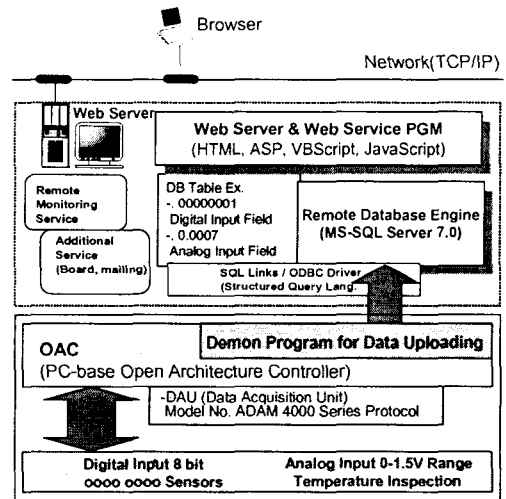 Browser
Network(TCP/IP)
Web Server
Web Server & Web Service PGM
(HTML, ASP, VBScript, JavaScript)
Remote
Monitoring
Service
Additional
Service
(Board, mailing)
DB Table Ex.
-. 00000001
Digital Input Field
-. 0.0007
Analog Input Field
Remote Database Engine
(MS-SQL Server 7.0)
SQL Links / ODBC Driver
(Structured Query Lang.
Demon Program for Data Uploading
OAC
(PC-base Open Architecture Controller)
-DAU (Data Acquisition Unit)
Model No. ADAM 4000 Series Protocol
Digital Input 8 bit
oooo oooo Sensors
Analog Input 0-1.5V Range
Temperature Inspection